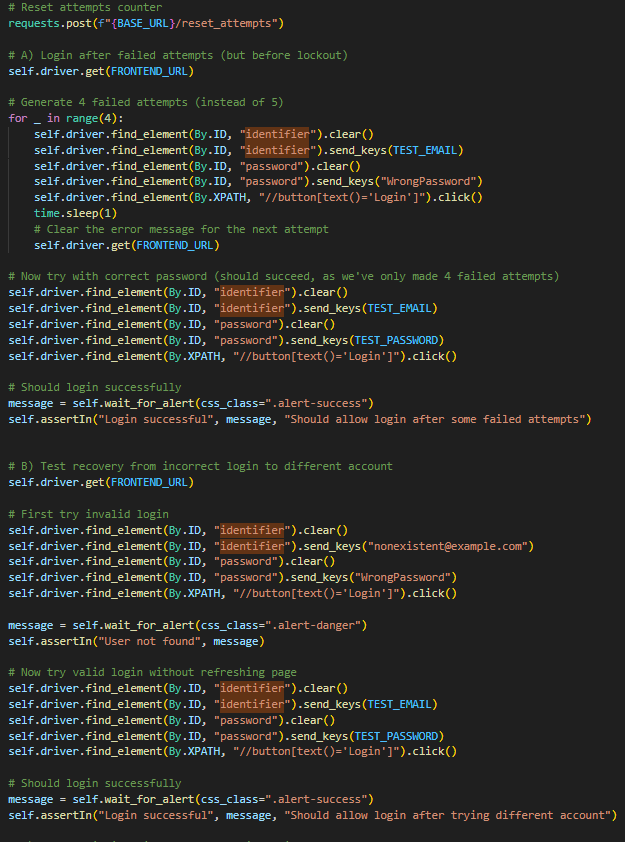 # Reset attempts counter
requests.post(f"{BASE_URL}/reset_attempts")
# A) Login after failed attempts (but before lockout)
self.driver.get(FRONTEND_URL)
# Generate 4 failed attempts (instead of 5)
for _ in range(4):
    self.driver.find_element(By.ID, "identifier").clear()
    self.driver.find_element(By.ID, "identifier").send_keys(TEST_EMAIL)
    self.driver.find_element(By.ID, "password").clear()
    self.driver.find_element(By.ID, "password").send_keys("WrongPassword")
    self.driver.find_element(By.XPATH, "//button[text()='Login']").click()
    time.sleep(1)
    # Clear the error message for the next attempt
    self.driver.get(FRONTEND_URL)
# Now try with correct password (should succeed, as we've only made 4 failed attempts)
self.driver.find_element(By.ID, "identifier").clear()
self.driver.find_element(By.ID, "identifier").send_keys(TEST_EMAIL)
self.driver.find_element(By.ID, "password").clear()
self.driver.find_element(By.ID, "password").send_keys(TEST_PASSWORD)
self.driver.find_element(By.XPATH, "//button[text()='Login']").click()
# Should login successfully
message = self.wait_for_alert(css_class=".alert-success")
self.assertIn("Login successful", message, "Should allow login after some failed attempts")
# B) Test recovery from incorrect login to different account
self.driver.get(FRONTEND_URL)
# First try invalid login
self.driver.find_element(By.ID, "identifier").clear()
self.driver.find_element(By.ID, "identifier").send_keys("nonexistent@example.com")
self.driver.find_element(By.ID, "password").clear()
self.driver.find_element(By.ID, "password").send_keys("WrongPassword")
self.driver.find_element(By.XPATH, "//button[text()='Login']").click()
message = self.wait_for_alert(css_class=".alert-danger")
self.assertIn("User not found", message)
# Now try valid login without refreshing page
self.driver.find_element(By.ID, "identifier").clear()
self.driver.find_element(By.ID, "identifier").send_keys(TEST_EMAIL)
self.driver.find_element(By.ID, "password").clear()
self.driver.find_element(By.ID, "password").send_keys(TEST_PASSWORD)
self.driver.find_element(By.XPATH, "//button[text()='Login']").click()
# Should login successfully
message = self.wait_for_alert(css_class=".alert-success")
self.assertIn("Login successful", message, "Should allow login after trying different account")